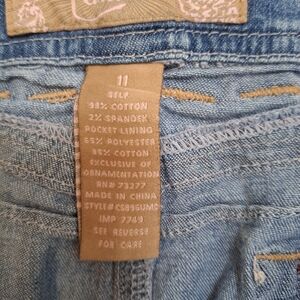 11
SELF
98% COTTON
2% SPANDEX
POCKET LINING
65% POLYESTER
35% COTTON
EXCLUSIVE OF
ORNAMENTATION
RN# 73277
MADE IN CHINA
IMP 7749
SEE REVERSE
FOR CARE